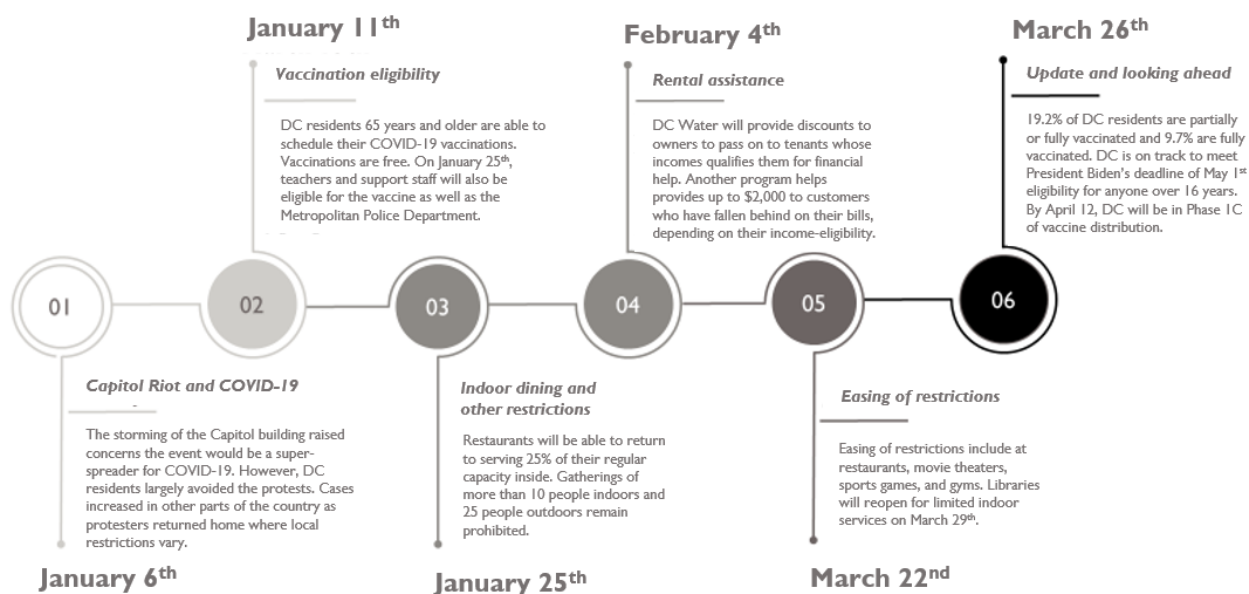 January 11th
Vaccination eligibility
DC residents 65 years and older are able to
schedule their COVID-19 vaccinations.
Vaccinations are free. On January 25th,
teachers and support staff will also be
eligible for the vaccine as well as the
Metropolitan Police Department.
February 4th
Rental assistance
DC Water will provide discounts to
owners to pass on to tenants whose
incomes qualifies them for financial
help. Another program helps
provides up to $2,000 to customers
who have fallen behind on their bills,
depending on their income-eligibility.
March 26th
Update and looking ahead
19.2% of DC residents are partially
or fully vaccinated and 9.7% are fully
vaccinated. DC is on track to meet
President Biden's deadline of May 1st
eligibility for anyone over 16 years.
By April 12, DC will be in Phase 1C
of vaccine distribution.
01
02
03
04
05
06
Capitol Riot and COVID-19
The storming of the Capitol building raised
concerns the event would be a super-
spreader for COVID-19. However, DC
residents largely avoided the protests. Cases
increased in other parts of the country as
protesters returned home where local
restrictions vary.
January 6th
Indoor dining and
other restrictions
Restaurants will be able to return
to serving 25% of their regular
capacity inside. Gatherings of
more than 10 people indoors and
25 people outdoors remain
prohibited.
January 25th
Easing of restrictions
Easing of restrictions include at
restaurants, movie theaters,
sports games, and gyms. Libraries
will reopen for limited indoor
services on March 29th.
March 22nd